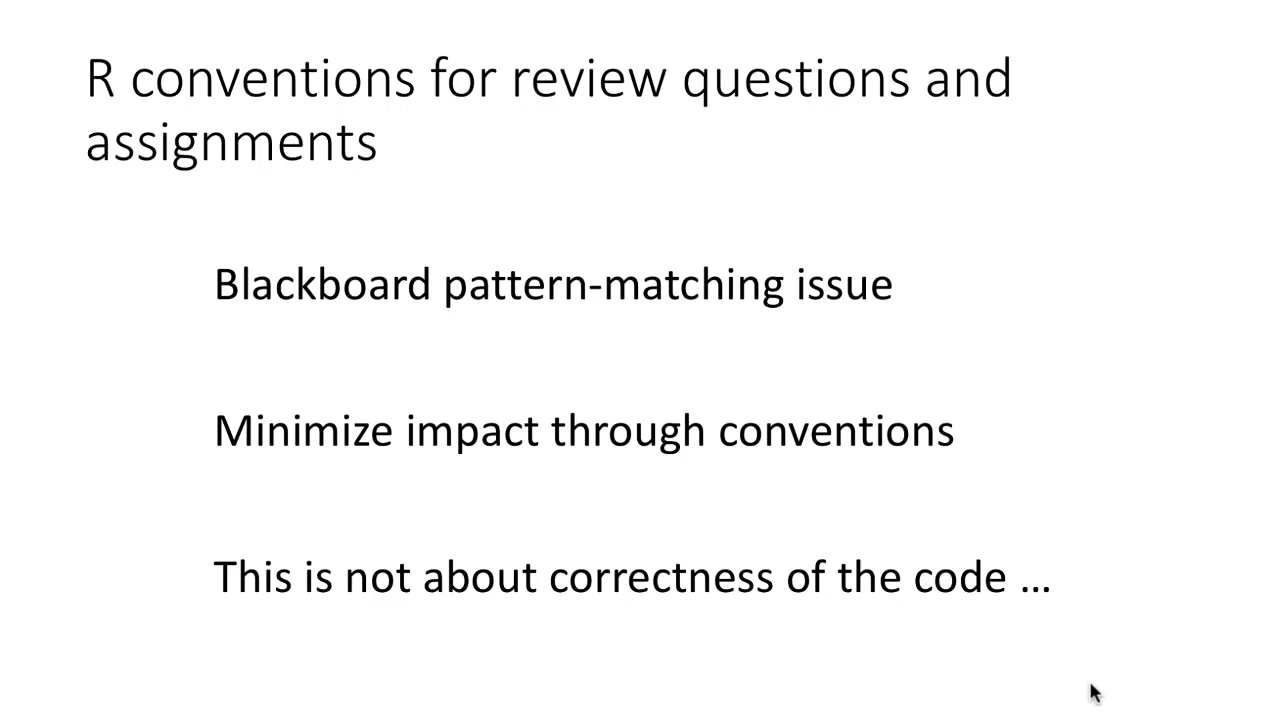 R conventions for review questions and
assignments
Blackboard pattern-matching issue
Minimize impact through conventions
This is not about correctness of the code …